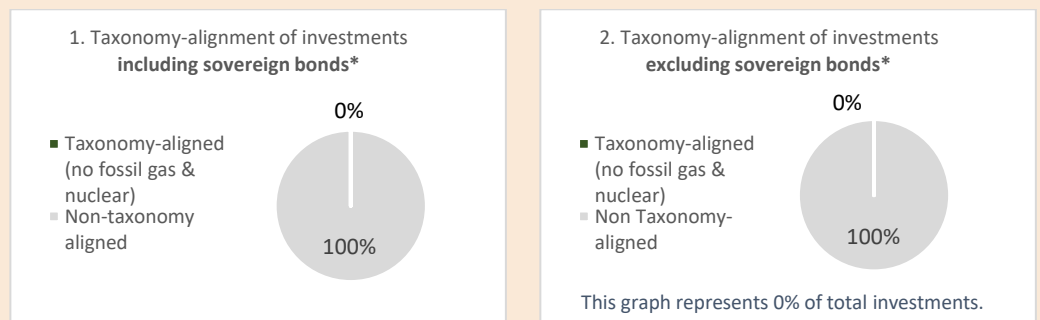 1. Taxonomy-alignment of investments
including sovereign bonds*
0%
Taxonomy-aligned
(no fossil gas &
nuclear)
Non-taxonomy
aligned
100%
2. Taxonomy-alignment of investments
excluding sovereign bonds*
0%
Taxonomy-aligned
(no fossil gas &
nuclear)
Non Taxonomy-
aligned
100%
This graph represents 0% of total investments.